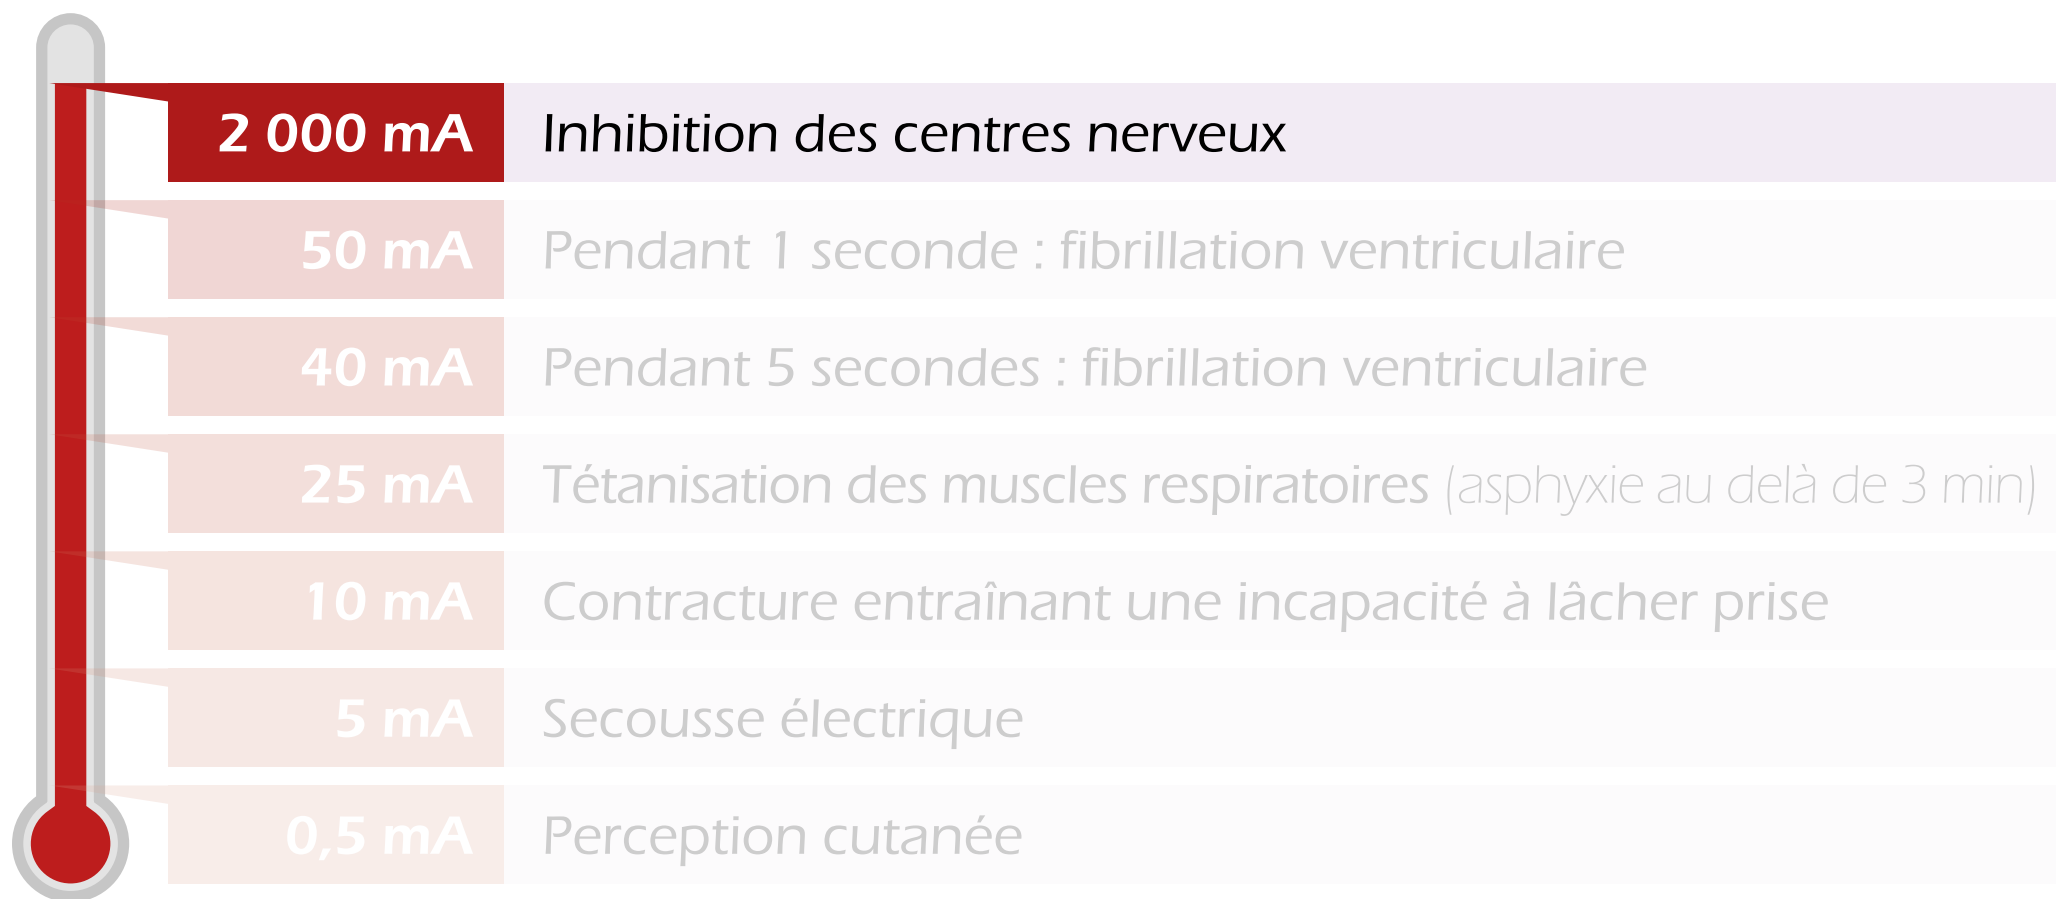 2 000 mA Inhibition des centres nerveux
50 mA Pendant 1 seconde : fibrillation ventriculaire
40 mA Pendant 5 secondes : fibrillation ventriculaire
25 mA Tétanisation des muscles respiratoires (asphyxie au delà de 3 min)
10 mA Contracture entraînant une incapacité à lâcher prise
5 mA Secousse électrique
0,5 mA Perception cutanée